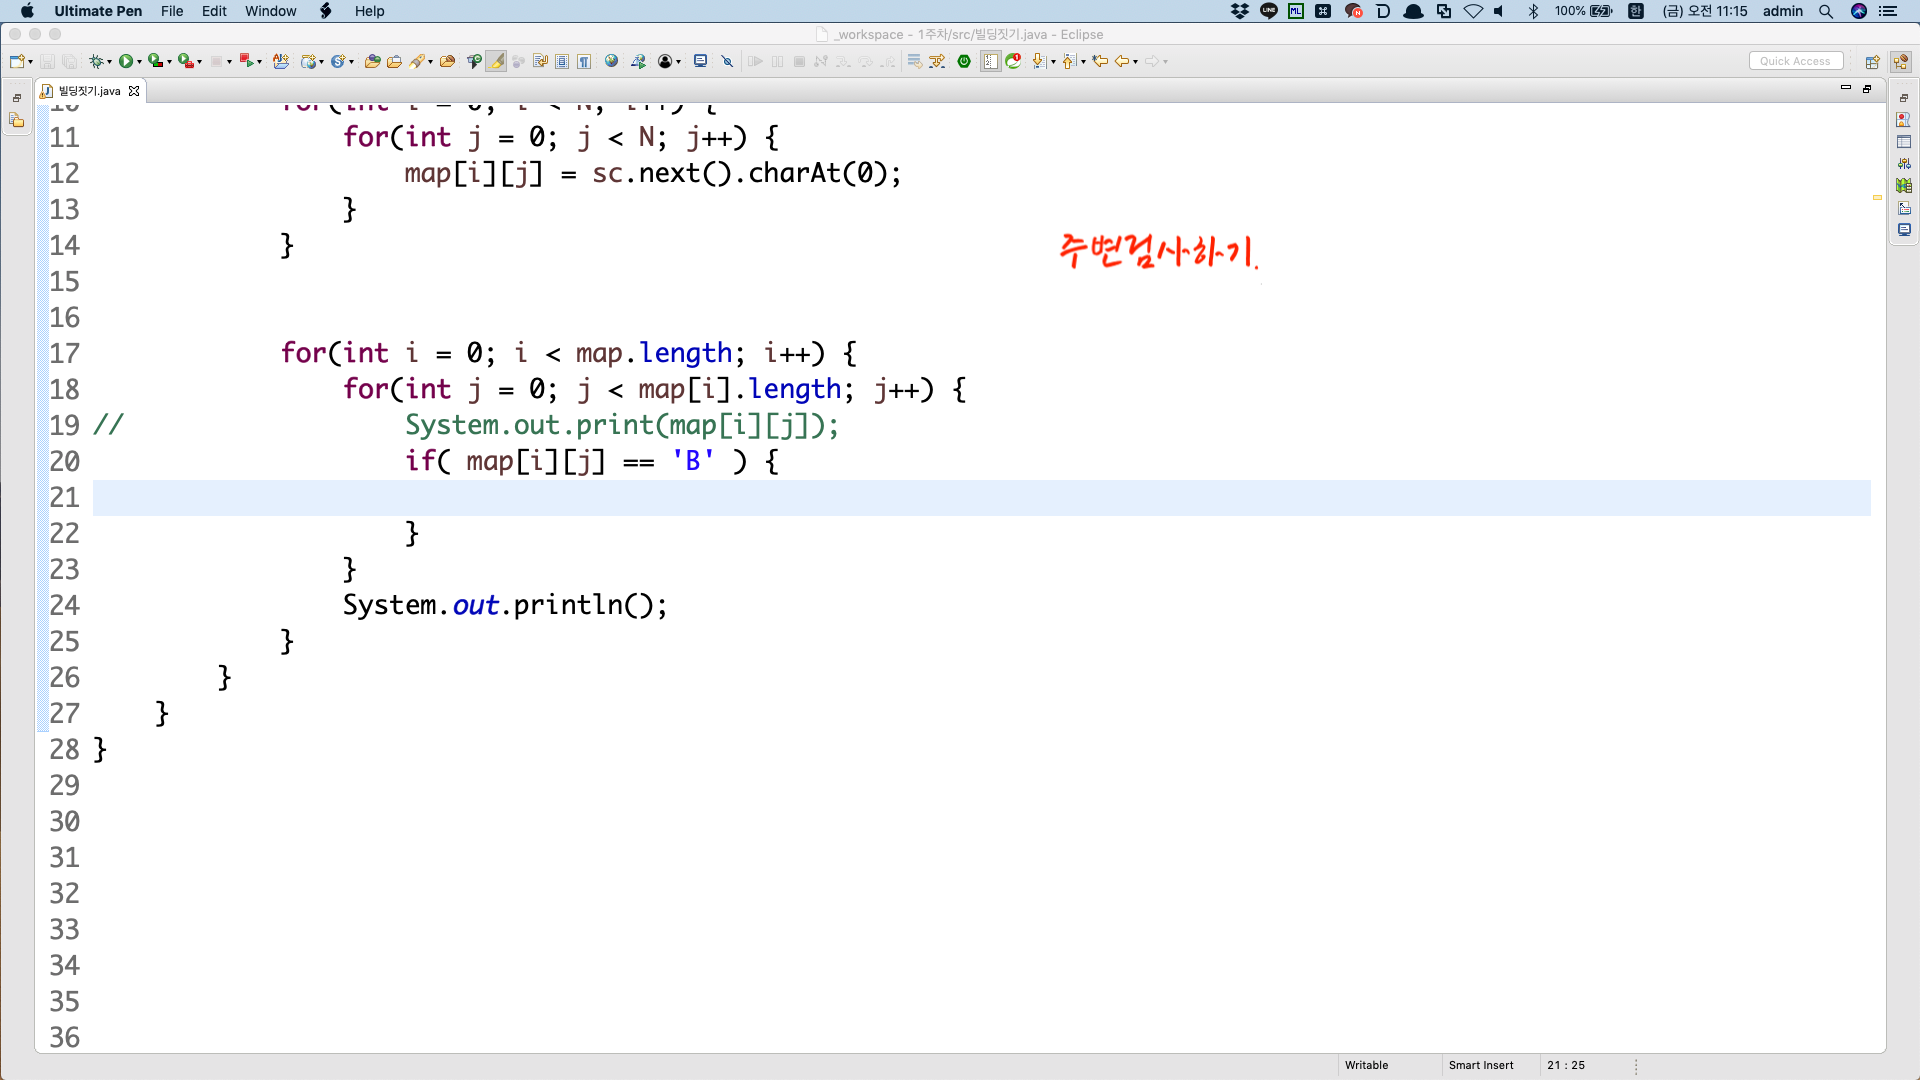 Ultimate Pen File Edit Window Help 100% 한 (금) 오전 11:15 admin
_workspace - 1주차/src/빌딩짓기.java - Eclipse
Quick Access
빌딩짓기.java
10 for(int i = 0; i < N; i++) {
11 for(int j = 0; j < N; j++) {
12 map[i][j] = sc.next().charAt(0);
13 }
14 }
주변검사하기.
15
16
17 for(int i = 0; i < map.length; i++) {
18 for(int j = 0; j < map[i].length; j++) {
19 // System.out.print(map[i][j]);
20 if( map[i][j] == 'B' ) {
21
22 }
23 }
24 System.out.println();
25 }
26 }
27 }
28 }
29
30
31
32
33
34
35
36
Writable Smart Insert 21 : 25